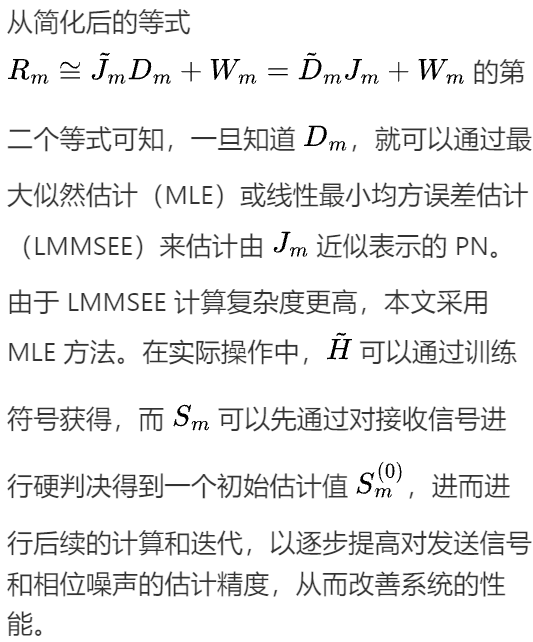 从简化后的等式
$R_m \cong \tilde{J}_m D_m + W_m = \tilde{D}_m J_m + W_m$ 的第
二个等式可知，一旦知道 $D_m$，就可以通过最
大似然估计（MLE）或线性最小均方误差估计
（LMMSEE）来估计由 $J_m$ 近似表示的 PN。
由于 LMMSEE 计算复杂度更高，本文采用
MLE 方法。在实际操作中，$\tilde{H}$ 可以通过训练
符号获得，而 $S_m$ 可以先通过对接收信号进
行硬判决得到一个初始估计值 $S_m^{(0)}$，进而进
行后续的计算和迭代，以逐步提高对发送信号
和相位噪声的估计精度，从而改善系统的性
能。